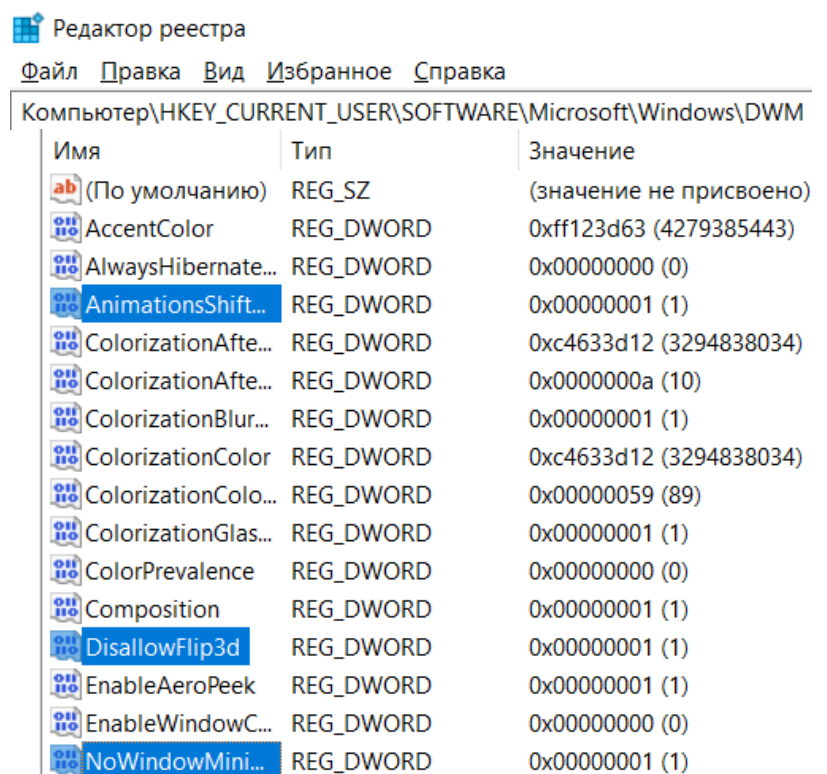 Редактор реестра
Файл Правка Вид Избранное Справка
Компьютер\HKEY_CURRENT_USER\SOFTWARE\Microsoft\Windows\DWM
Имя Тип Значение
ab (По умолчанию) REG_SZ (значение не присвоено)
AccentColor REG_DWORD 0xff123d63 (4279385443)
AlwaysHibernate... REG_DWORD 0x00000000 (0)
AnimationsShift... REG_DWORD 0x00000001 (1)
ColorizationAfte... REG_DWORD 0xc4633d12 (3294838034)
ColorizationAfte... REG_DWORD 0x0000000a (10)
ColorizationBlur... REG_DWORD 0x00000001 (1)
ColorizationColor REG_DWORD 0xc4633d12 (3294838034)
ColorizationColo... REG_DWORD 0x00000059 (89)
ColorizationGlas... REG_DWORD 0x00000001 (1)
ColorPrevalence REG_DWORD 0x00000000 (0)
Composition REG_DWORD 0x00000001 (1)
DisallowFlip3d REG_DWORD 0x00000001 (1)
EnableAeroPeek REG_DWORD 0x00000001 (1)
EnableWindowC... REG_DWORD 0x00000000 (0)
NoWindowMini... REG_DWORD 0x00000001 (1)